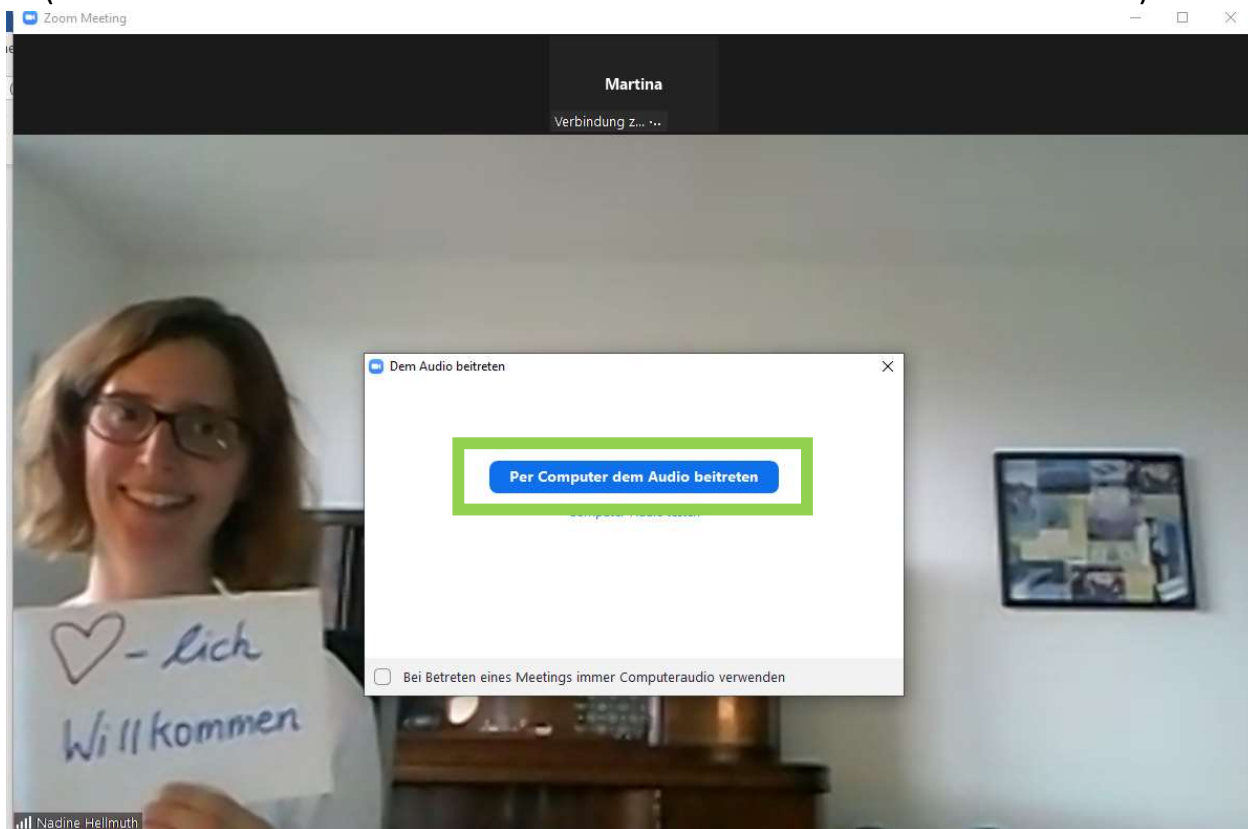 Zoom Meeting
Martina
Verbindung z... ·..
Dem Audio beitreten
Per Computer dem Audio beitreten
Bei Betreten eines Meetings immer Computeraudio verwenden
♡-lich
Willkommen
Nadine Hellmuth